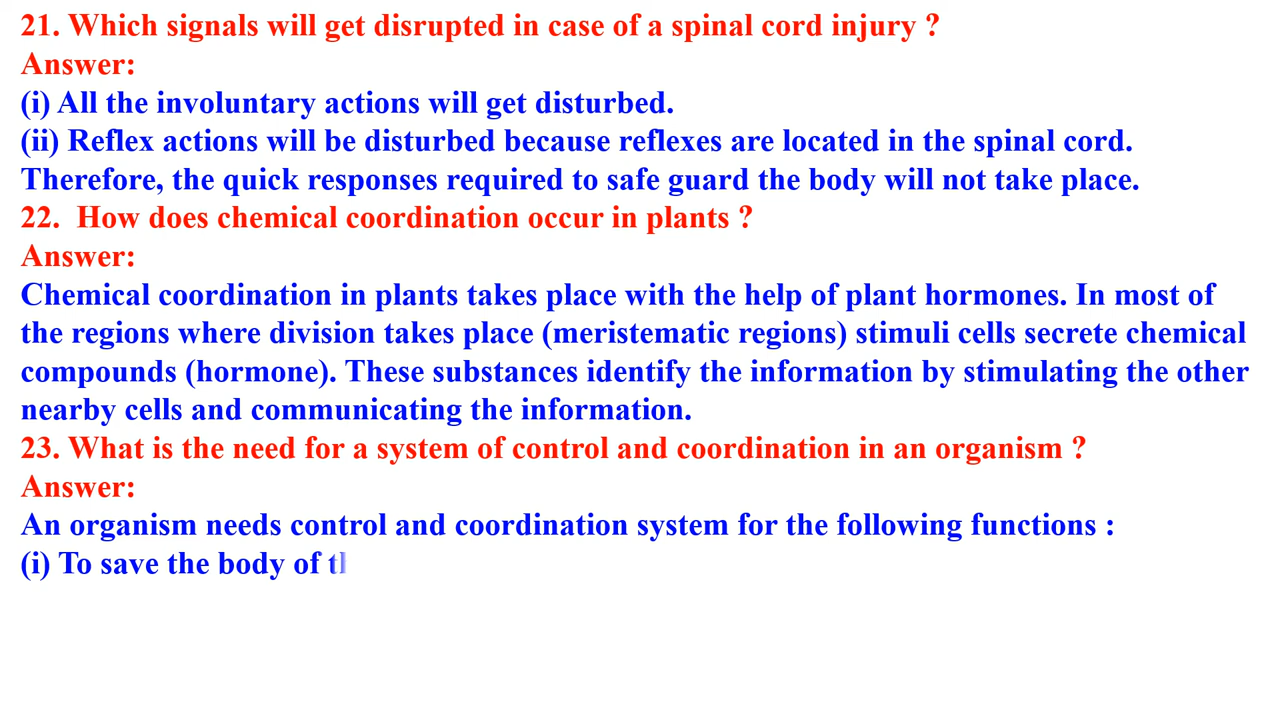 21. Which signals will get disrupted in case of a spinal cord injury ?
Answer:
(i) All the involuntary actions will get disturbed.
(ii) Reflex actions will be disturbed because reflexes are located in the spinal cord.
Therefore, the quick responses required to safe guard the body will not take place.
22.  How does chemical coordination occur in plants ?
Answer:
Chemical coordination in plants takes place with the help of plant hormones. In most of
the regions where division takes place (meristematic regions) stimuli cells secrete chemical
compounds (hormone). These substances identify the information by stimulating the other
nearby cells and communicating the information.
23. What is the need for a system of control and coordination in an organism ?
Answer:
An organism needs control and coordination system for the following functions :
(i) To save the body of